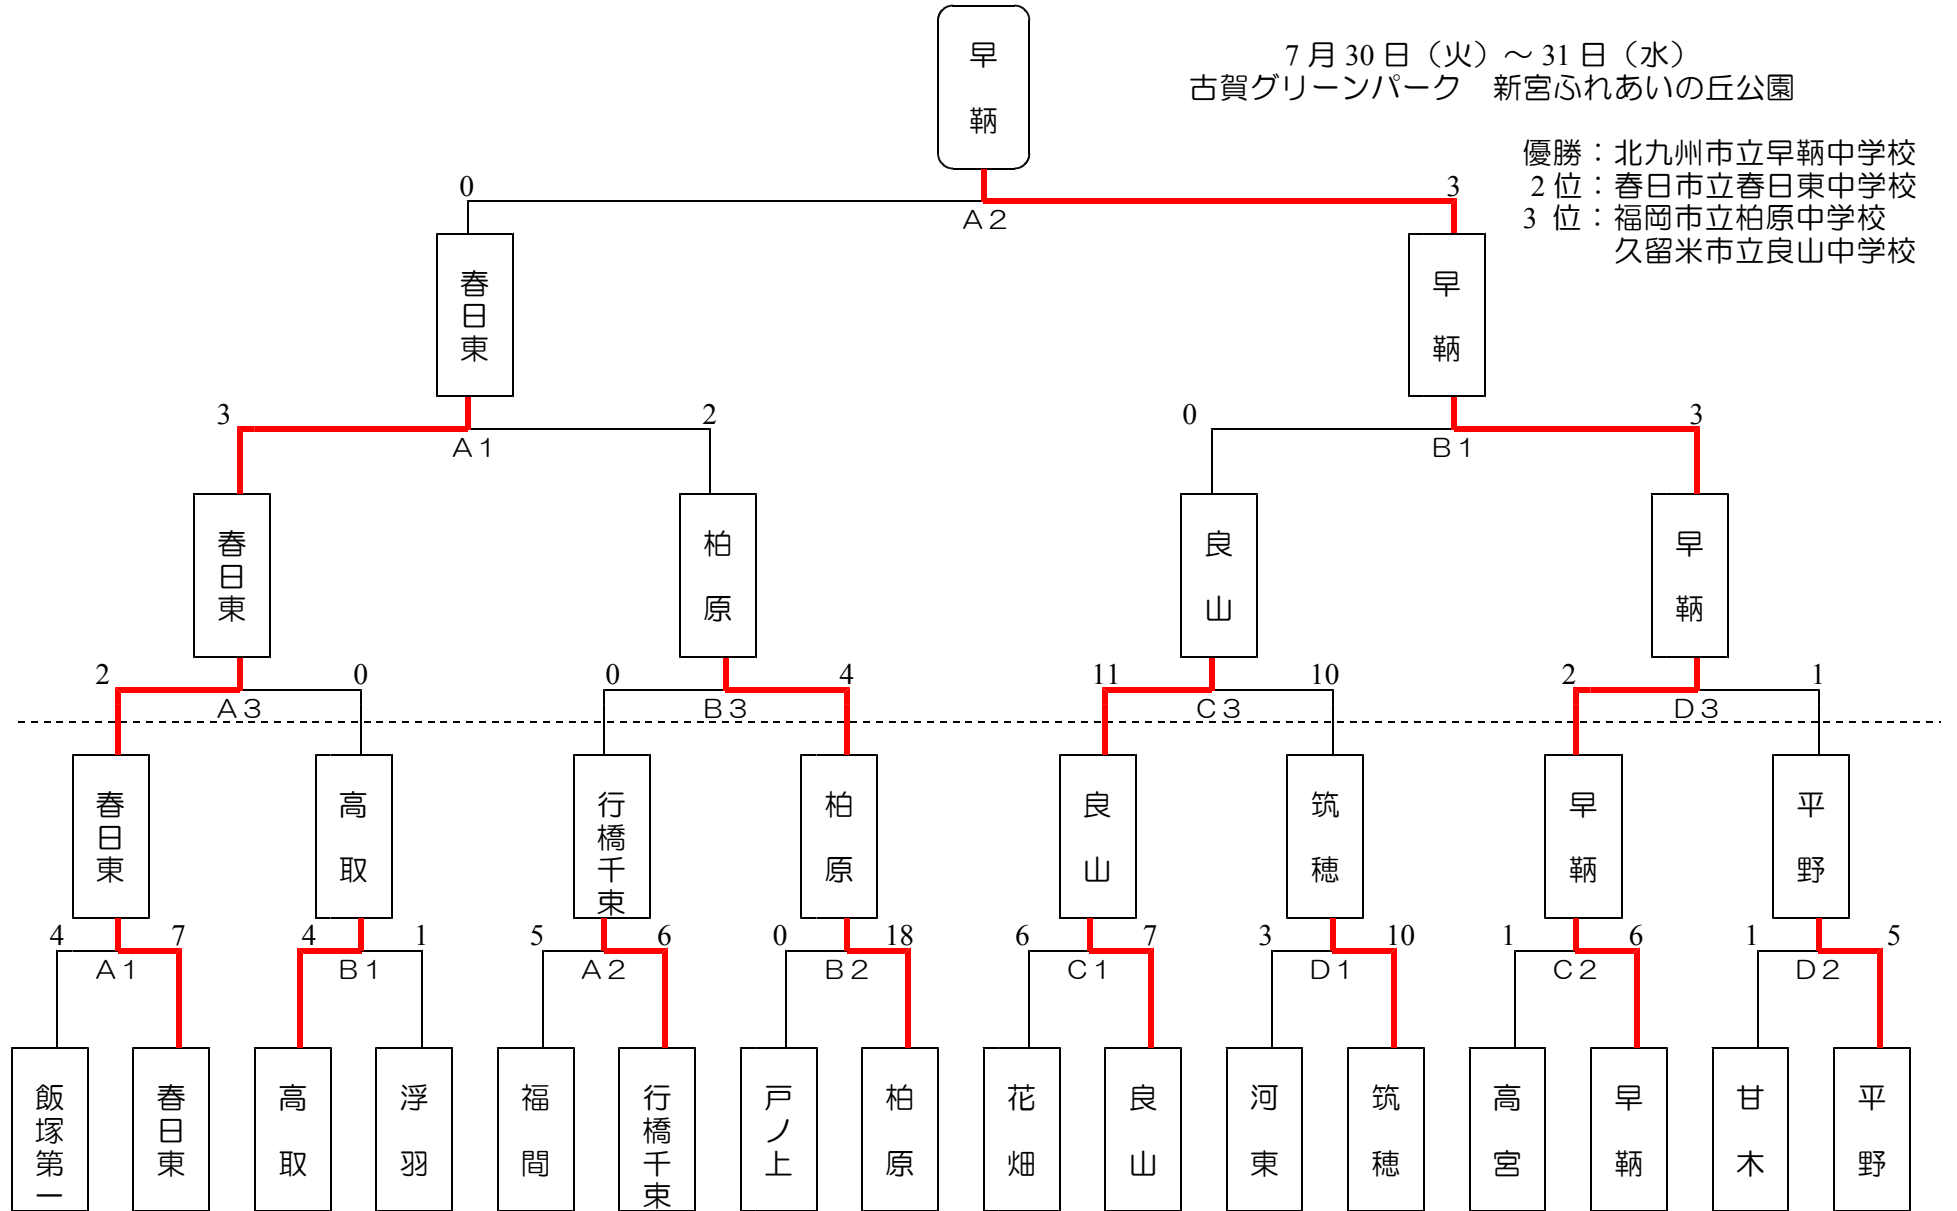 早鞆
7月30日（火）～31日（水）
古賀グリーンパーク　新宮ふれあいの丘公園
優勝：北九州市立早鞆中学校
2位：春日市立春日東中学校
3 位：福岡市立柏原中学校
久留米市立良山中学校
0 3
A2
春日東 早鞆
3 2 0 3
A1 B1
春日東 柏原 良山 早鞆
2 0 0 4 11 10 2 1
A3 B3 C3 D3
春日東 高取 行橋千束 柏原 良山 筑穂 早鞆 平野
4 7 4 1 5 6 0 18 6 7 3 10 1 6 1 5
A1 B1 A2 B2 C1 D1 C2 D2
飯塚第一 春日東 高取 浮羽 福間 行橋千束 戸ノ上 柏原 花畑 良山 河東 筑穂 高宮 早鞆 甘木 平野